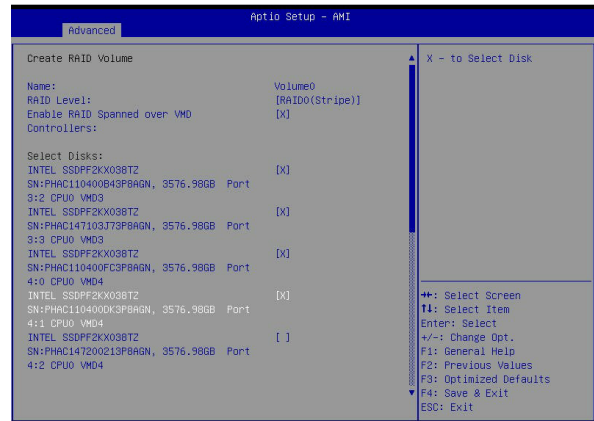 Aptio Setup - AMI
Advanced
Create RAID Volume
X - to Select Disk
Name: Volume0
RAID Level: [RAID0(Stripe)]
Enable RAID Spanned over VMD [X]
Controllers:
Select Disks:
INTEL SSDPF2KX038TZ [X]
SN:PHAC110400B43P8AGN, 3576.98GB Port
3:2 CPU0 VMD3
INTEL SSDPF2KX038TZ [X]
SN:PHAC147103J73P8AGN, 3576.98GB Port
3:3 CPU0 VMD3
INTEL SSDPF2KX038TZ [X]
SN:PHAC110400FC3P8AGN, 3576.98GB Port
4:0 CPU0 VMD4
INTEL SSDPF2KX038TZ [X]
SN:PHAC110400DK3P8AGN, 3576.98GB Port
4:1 CPU0 VMD4
INTEL SSDPF2KX038TZ [ ]
SN:PHAC147200213P8AGN, 3576.98GB Port
4:2 CPU0 VMD4
→←: Select Screen
↑↓: Select Item
Enter: Select
+/-: Change Opt.
F1: General Help
F2: Previous Values
F3: Optimized Defaults
F4: Save & Exit
ESC: Exit